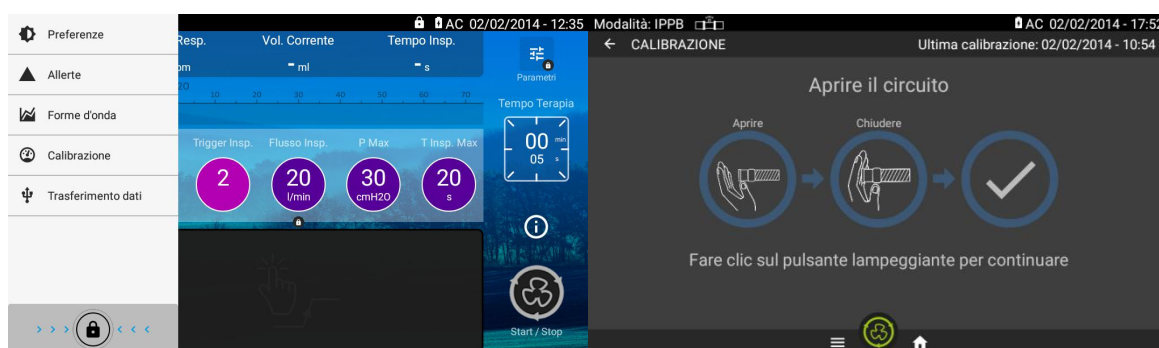 AC 02/02/2014 - 12:35
Preferenze
Allerte
Forme d'onda
Calibrazione
Trasferimento dati
Resp. Vol. Corrente Tempo Insp.
- ml - s
10 20 30 40 50 60 70
Parametri
Tempo Terapia
00 min
05 s
Trigger Insp. Flusso Insp. P Max T Insp. Max
2 20 30 20
l/min cmH2O s
Start / Stop
Modalità: IPPB AC 02/02/2014 - 17:52
CALIBRAZIONE Ultima calibrazione: 02/02/2014 - 10:54
Aprire il circuito
Aprire Chiudere
Fare clic sul pulsante lampeggiante per continuare